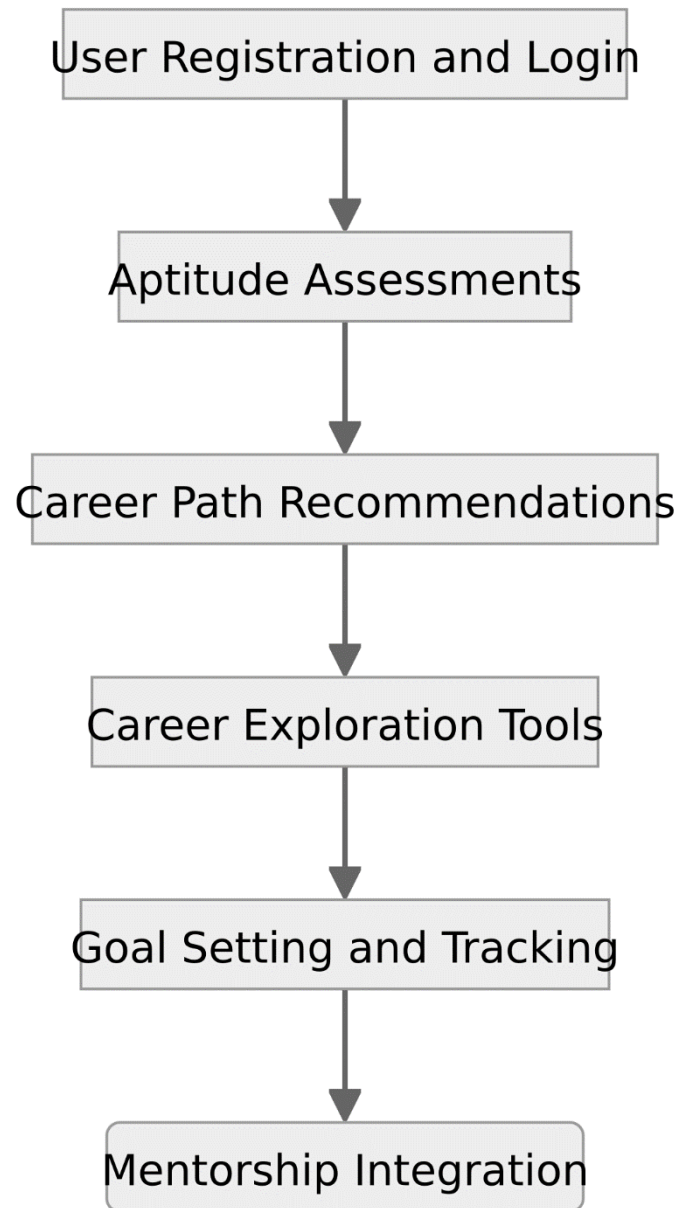 User Registration and Login
Aptitude Assessments
Career Path Recommendations
Career Exploration Tools
Goal Setting and Tracking
Mentorship Integration